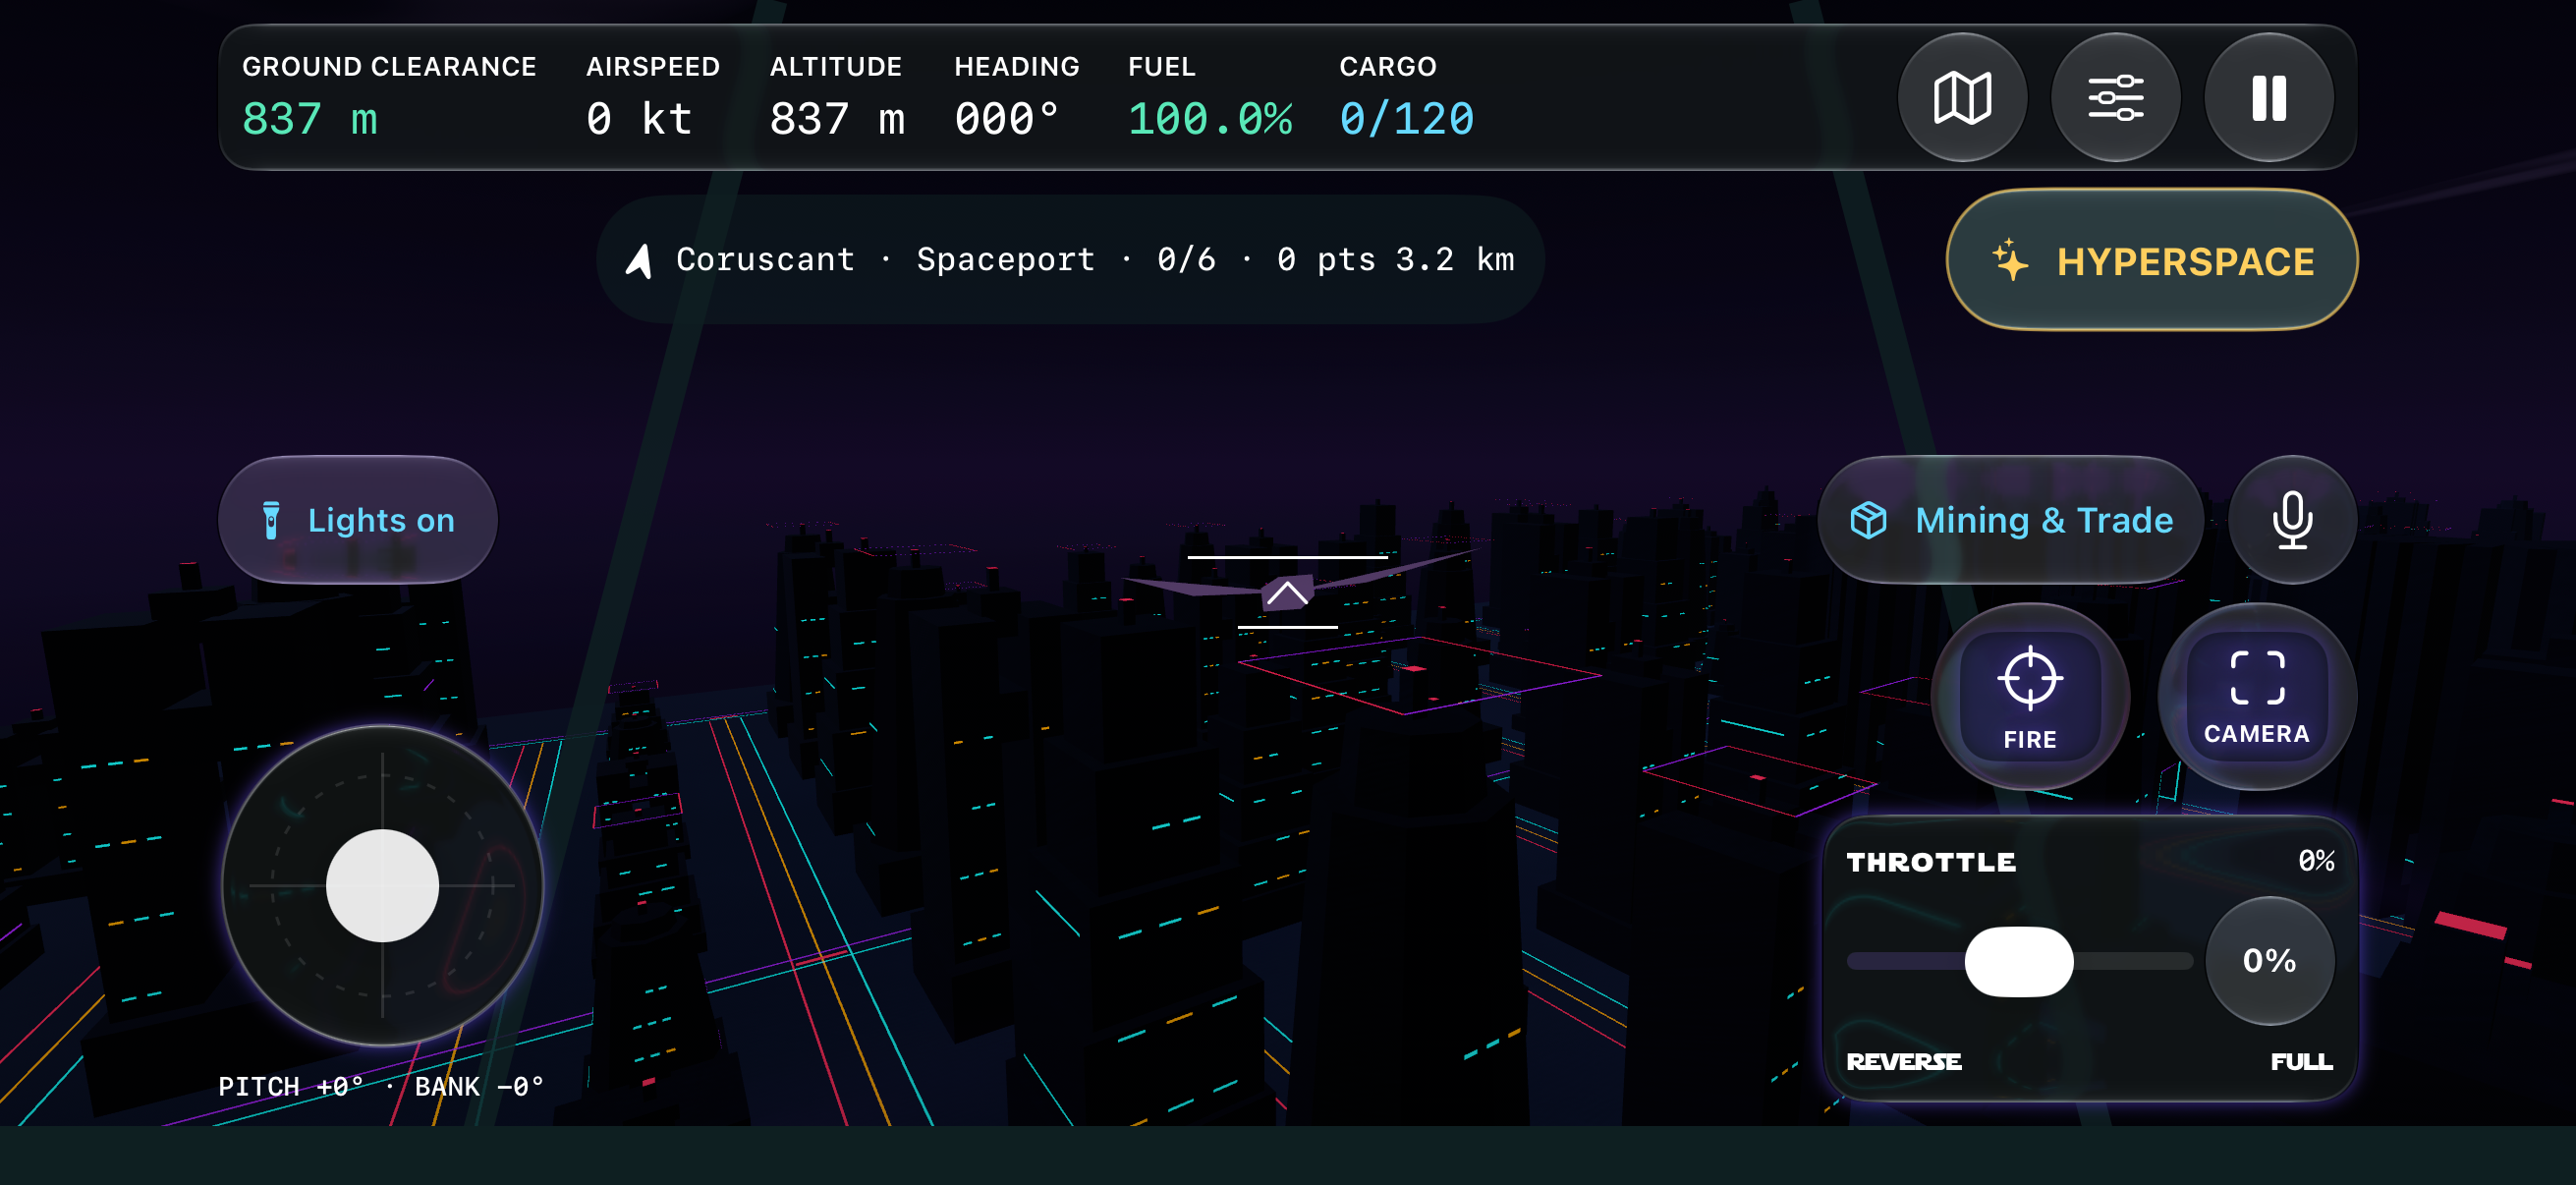 GROUND CLEARANCE AIRSPEED ALTITUDE HEADING FUEL CARGO
837 m 0 kt 837 m 000° 100.0% 0/120
Coruscant · Spaceport · 0/6 · 0 pts 3.2 km
HYPERSPACE
Lights on
Mining & Trade
FIRE
CAMERA
THROTTLE 0%
0%
REVERSE FULL
PITCH +0° · BANK −0°